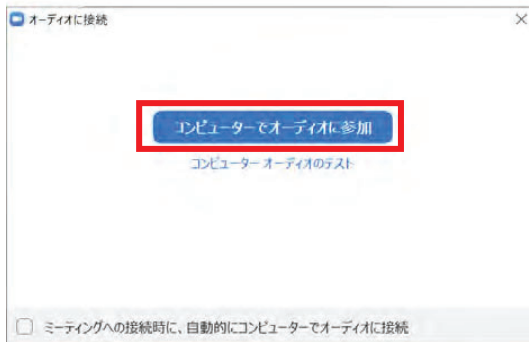 オーディオに接続
コンピューターでオーディオに参加
コンピューター オーディオのテスト
ミーティングへの接続時に、自動的にコンピューターでオーディオに接続